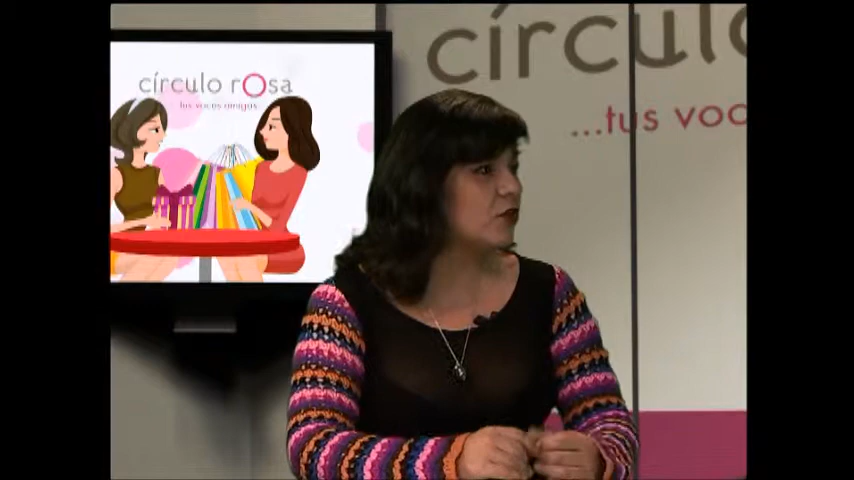 círculo rosa
tus voces amigas
círculo
...tus voc